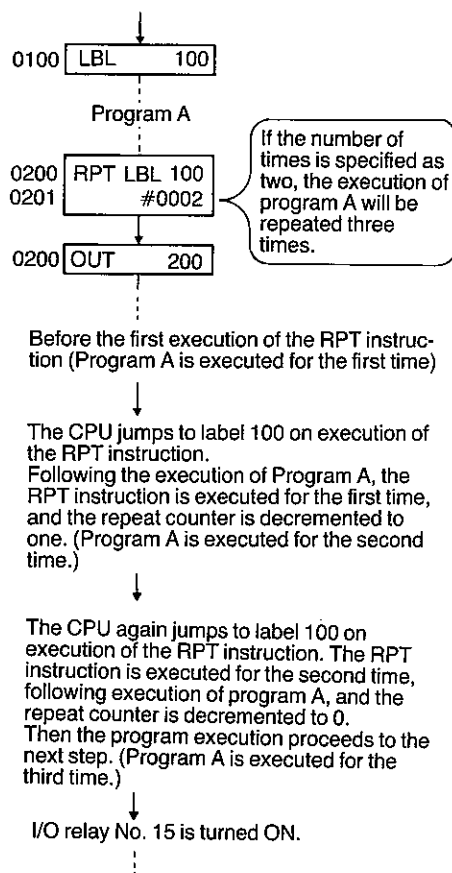 0100 LBL 100
Program A
0200 RPT LBL 100
0201 #0002
If the number of
times is specified as
two, the execution of
program A will be
repeated three
times.
0200 OUT 200
Before the first execution of the RPT instruc-
tion (Program A is executed for the first time)
The CPU jumps to label 100 on execution of
the RPT instruction.
Following the execution of Program A, the
RPT instruction is executed for the first time,
and the repeat counter is decremented to
one. (Program A is executed for the second
time.)
The CPU again jumps to label 100 on
execution of the RPT instruction. The RPT
instruction is executed for the second time,
following execution of program A, and the
repeat counter is decremented to 0.
Then the program execution proceeds to the
next step. (Program A is executed for the
third time.)
I/O relay No. 15 is turned ON.